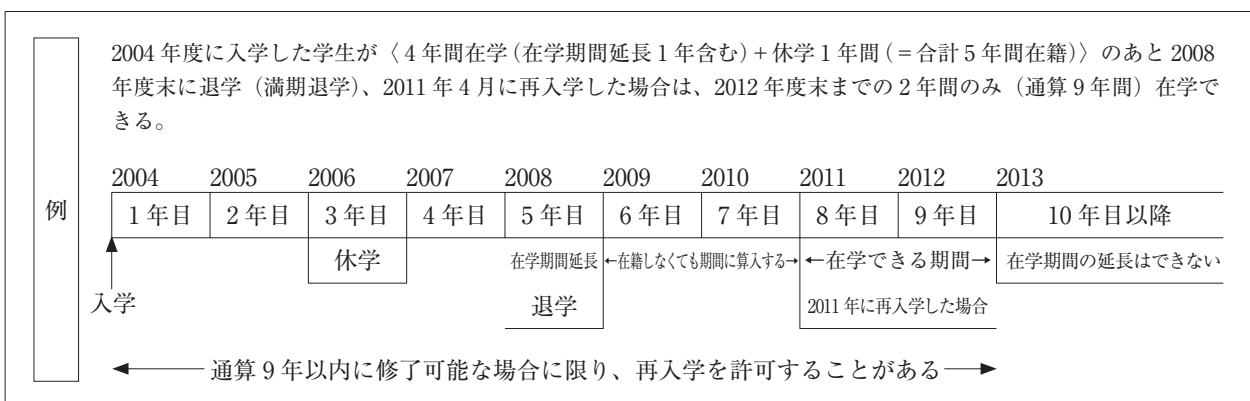 2004 年度に入学した学生が〈4 年間在学(在学期間延長 1 年含む)+休学 1 年間(=合計 5 年間在籍)〉のあと 2008
年度末に退学(満期退学)、2011 年 4 月に再入学した場合は、2012 年度末までの 2 年間のみ(通算 9 年間)在学で
きる。
例
2004 2005 2006 2007 2008 2009 2010 2011 2012 2013
1 年目 2 年目 3 年目 4 年目 5 年目 6 年目 7 年目 8 年目 9 年目 10 年目以降
休学 在学期間延長 ←在籍しなくても期間に算入する→ ←在学できる期間→ 在学期間の延長はできない
入学 退学 2011 年に再入学した場合
通算 9 年以内に修了可能な場合に限り、再入学を許可することがある